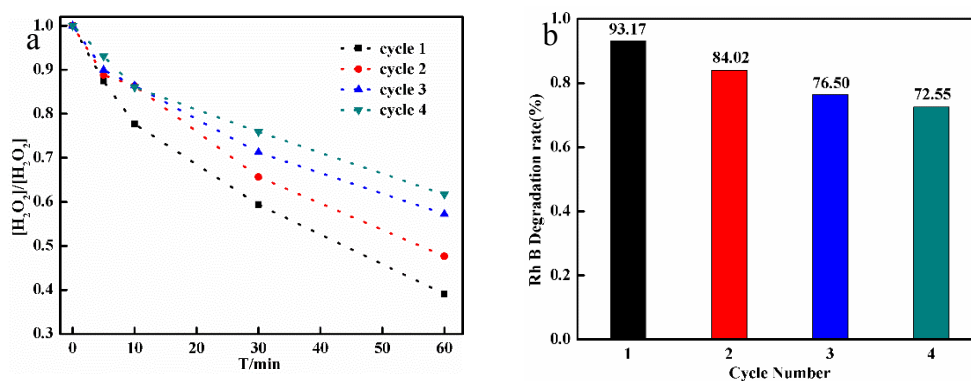 a
1.0
0.9
0.8
0.7
0.6
0.5
0.4
0.3
[H₂O₂]/[H₂O₂]
cycle 1
cycle 2
cycle 3
cycle 4
0 10 20 30 40 50 60
T/min
b
1.0
0.8
0.6
0.4
0.2
0.0
Rh B Degradation rate(%)
93.17
84.02
76.50
72.55
1 2 3 4
Cycle Number